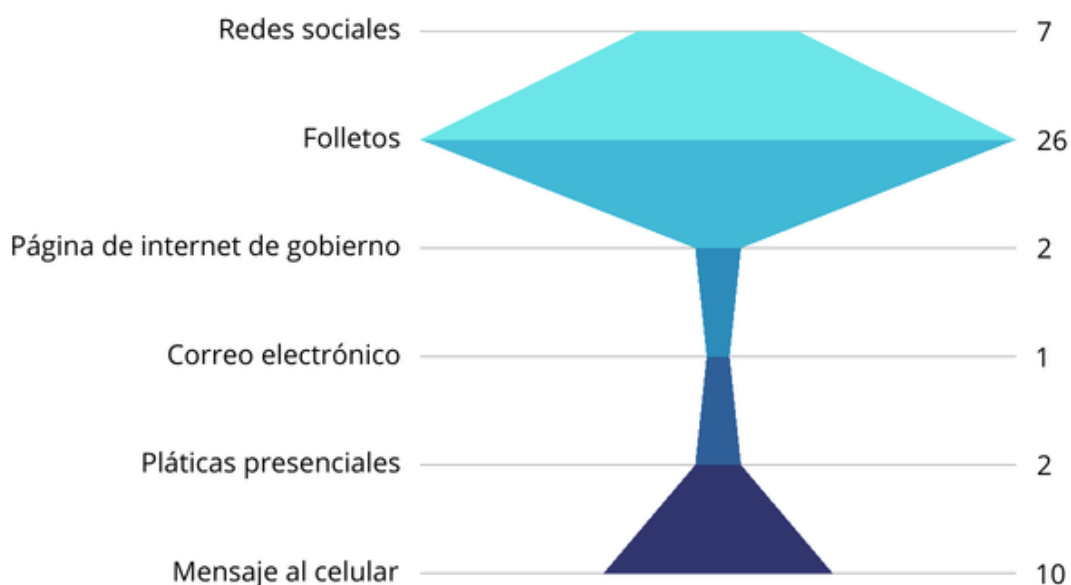 Redes sociales 7
Folletos 26
Página de internet de gobierno 2
Correo electrónico 1
Pláticas presenciales 2
Mensaje al celular 10